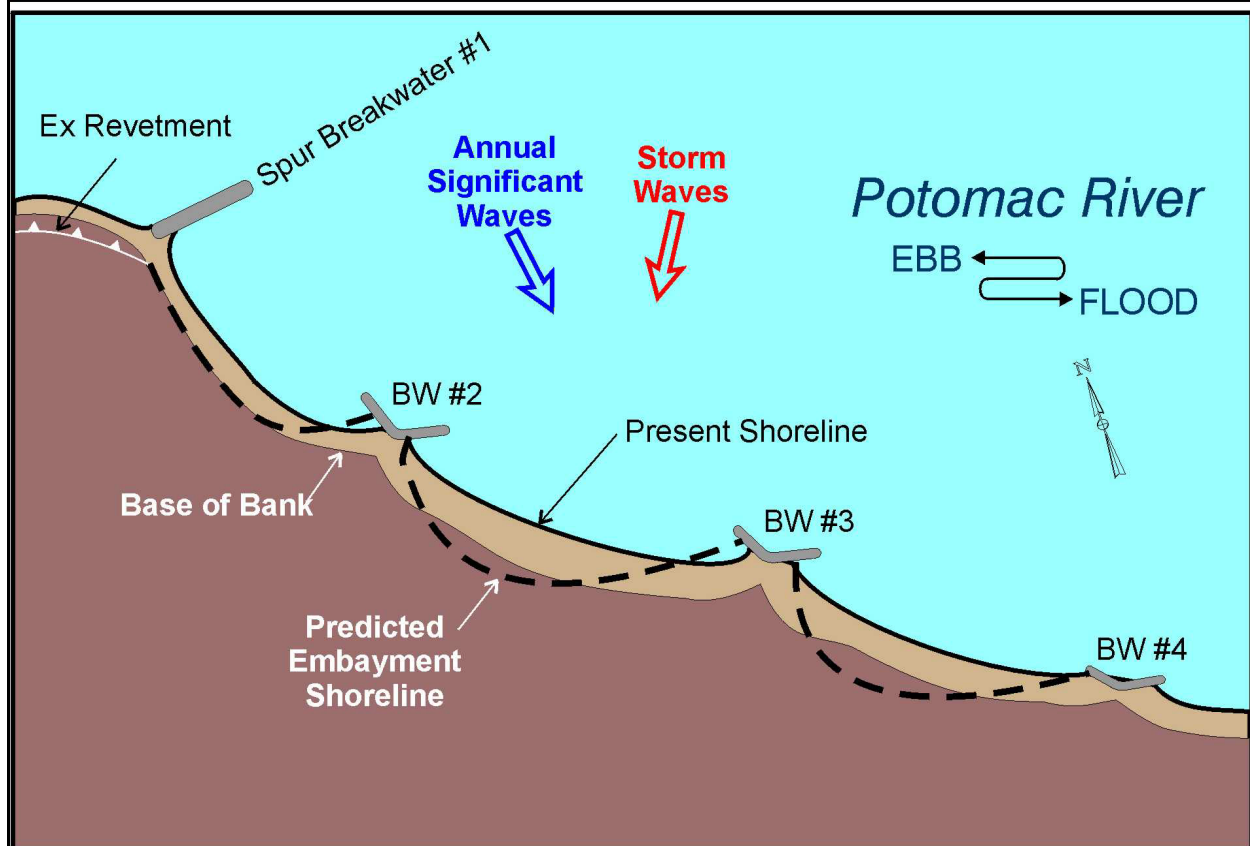 Ex Revetment
Spur Breakwater #1
Annual
Significant
Waves
Storm
Waves
Potomac River
EBB
FLOOD
N
BW #2
Present Shoreline
Base of Bank
BW #3
Predicted
Embayment
Shoreline
BW #4